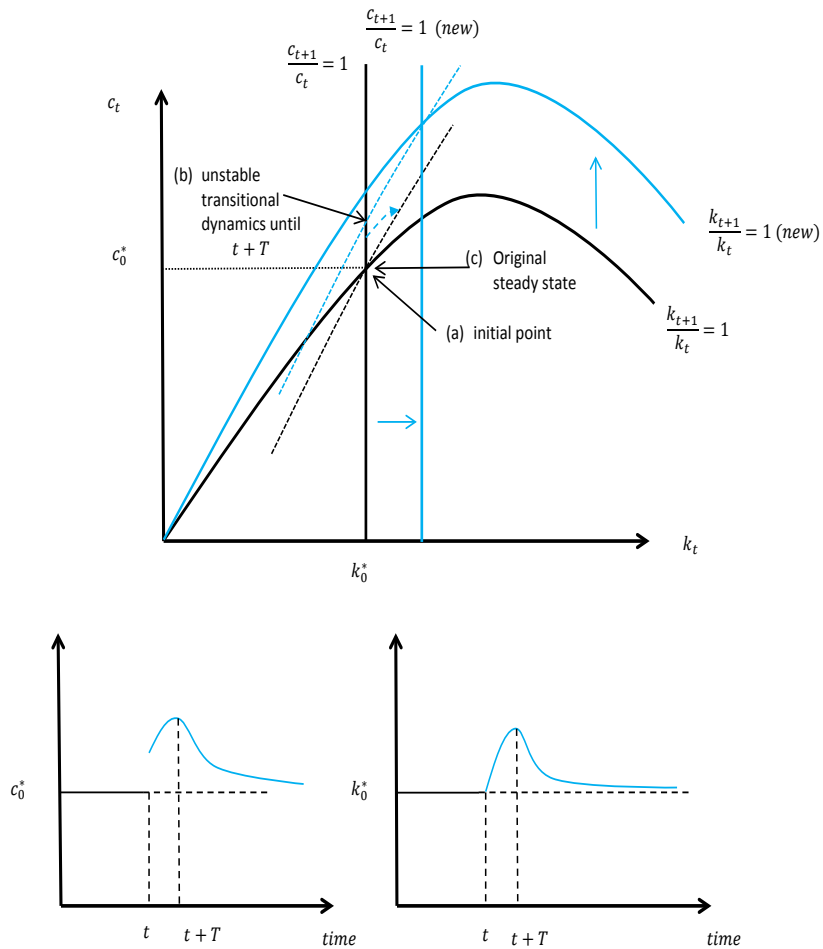 c_{t+1}/c_t = 1 (new)
c_{t+1}/c_t = 1
c_t
(b) unstable
transitional
dynamics until
t + T
c_0^*
(c) Original
steady state
(a) initial point
k_{t+1}/k_t = 1 (new)
k_{t+1}/k_t = 1
k_0^*
k_t
c_0^*
t
t + T
time
k_0^*
t
t + T
time